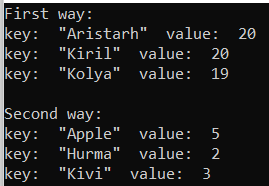 First way:
key:  "Aristarh"  value:  20
key:  "Kiril"  value:  20
key:  "Kolya"  value:  19

Second way:
key:  "Apple"  value:  5
key:  "Hurma"  value:  2
key:  "Kivi"  value:  3